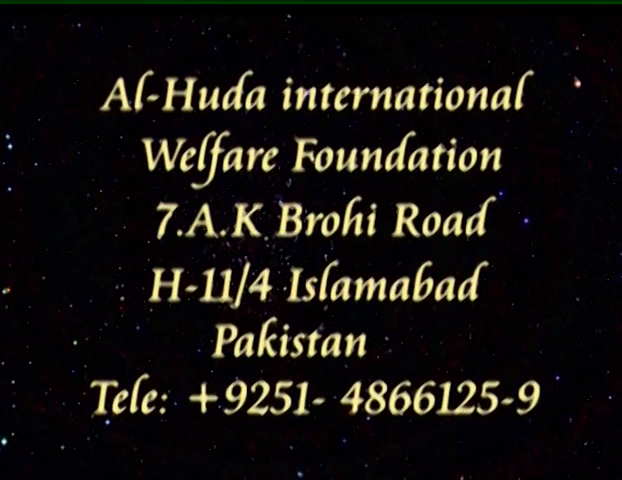 Al-Huda international
Welfare Foundation
7.A.K Brohi Road
H-11/4 Islamabad
Pakistan
Tele: +9251- 4866125-9